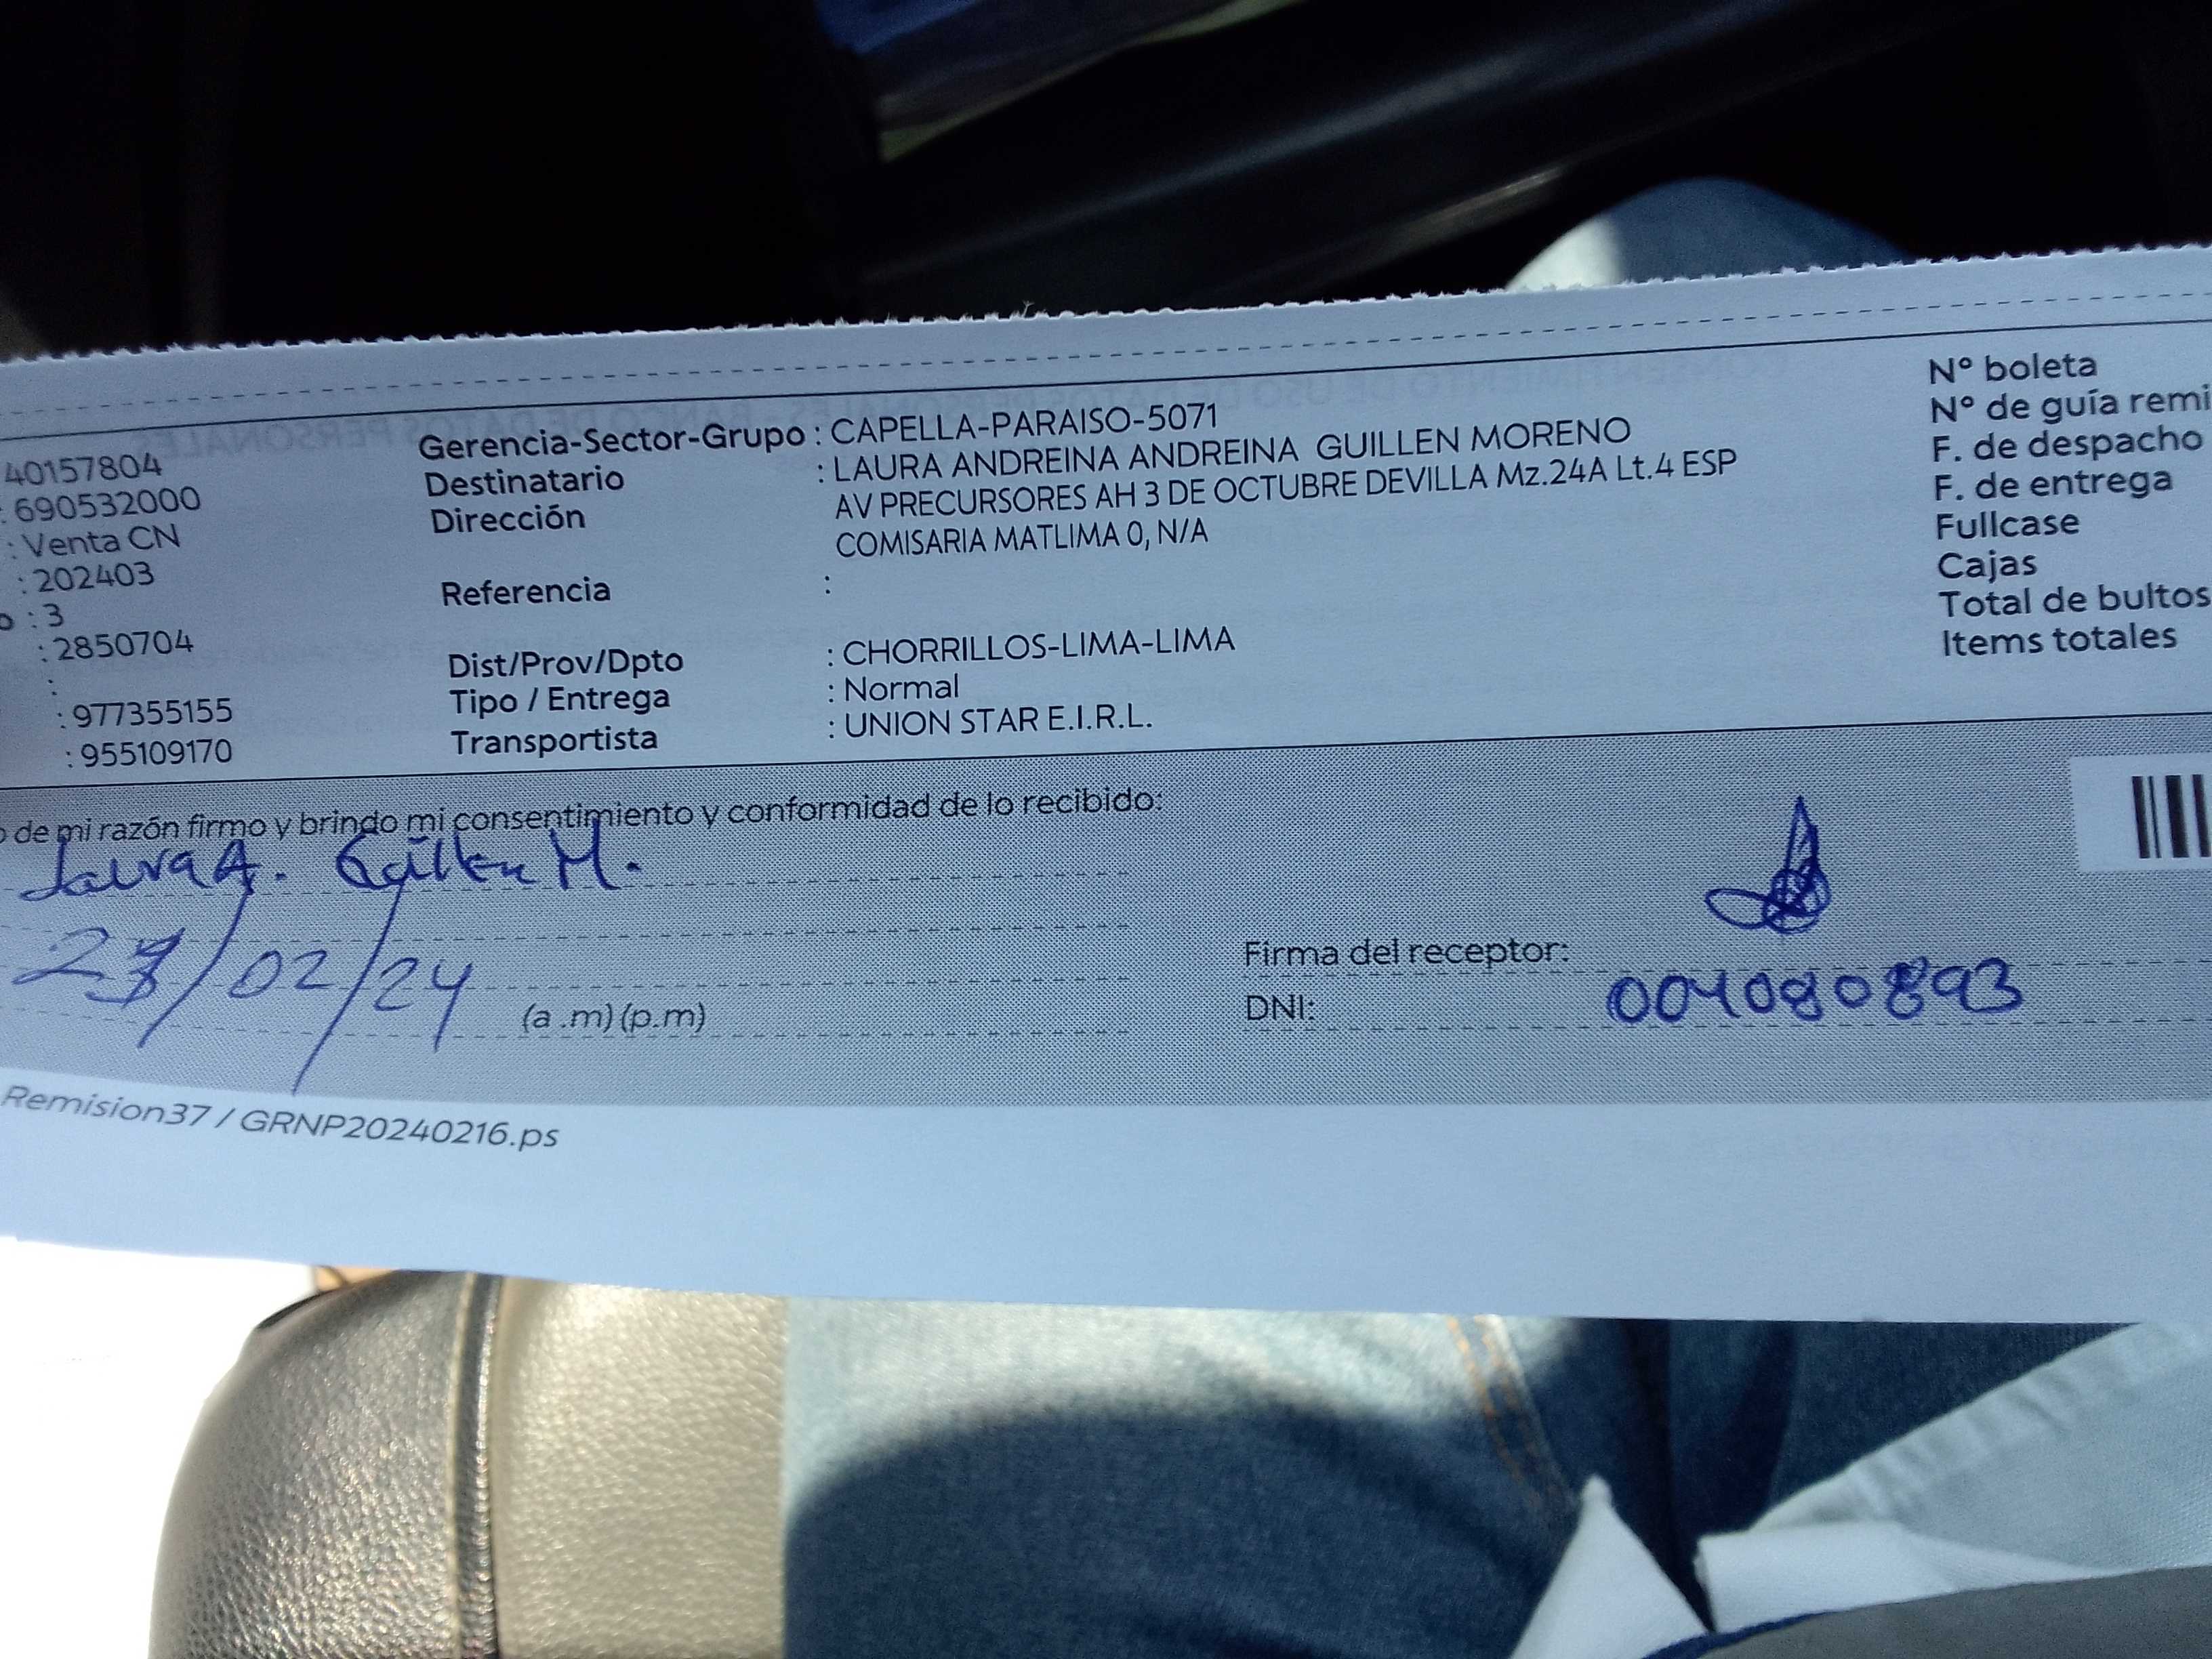 40157804
: 690532000
: Venta CN
: 202403
o : 3
: 2850704
:
: 977355155
: 955109170
Gerencia-Sector-Grupo : CAPELLA-PARAISO-5071
Destinatario : LAURA ANDREINA ANDREINA GUILLEN MORENO
Dirección AV PRECURSORES AH 3 DE OCTUBRE DEVILLA Mz.24A Lt.4 ESP
COMISARIA MATLIMA 0, N/A
Referencia :
Dist/Prov/Dpto : CHORRILLOS-LIMA-LIMA
Tipo / Entrega : Normal
Transportista : UNION STAR E.I.R.L.
Nº boleta
Nº de guía remi
F. de despacho
F. de entrega
Fullcase
Cajas
Total de bultos
Items totales
o de mi razón firmo y brindo mi consentimiento y conformidad de lo recibido:
Laura A. Guillen M.
/02/24 (a.m) (p.m)
Firma del receptor:
DNI: 004080893
Remision37 / GRNP20240216.ps